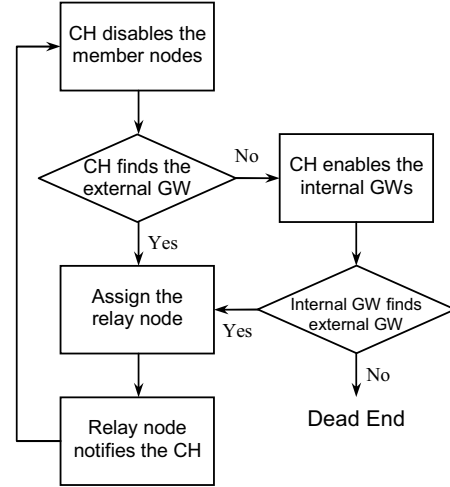 CH disables the
member nodes
CH finds the
external GW
No
CH enables the
internal GWs
Yes
Assign the
relay node
Yes
Internal GW finds
external GW
No
Relay node
notifies the CH
Dead End